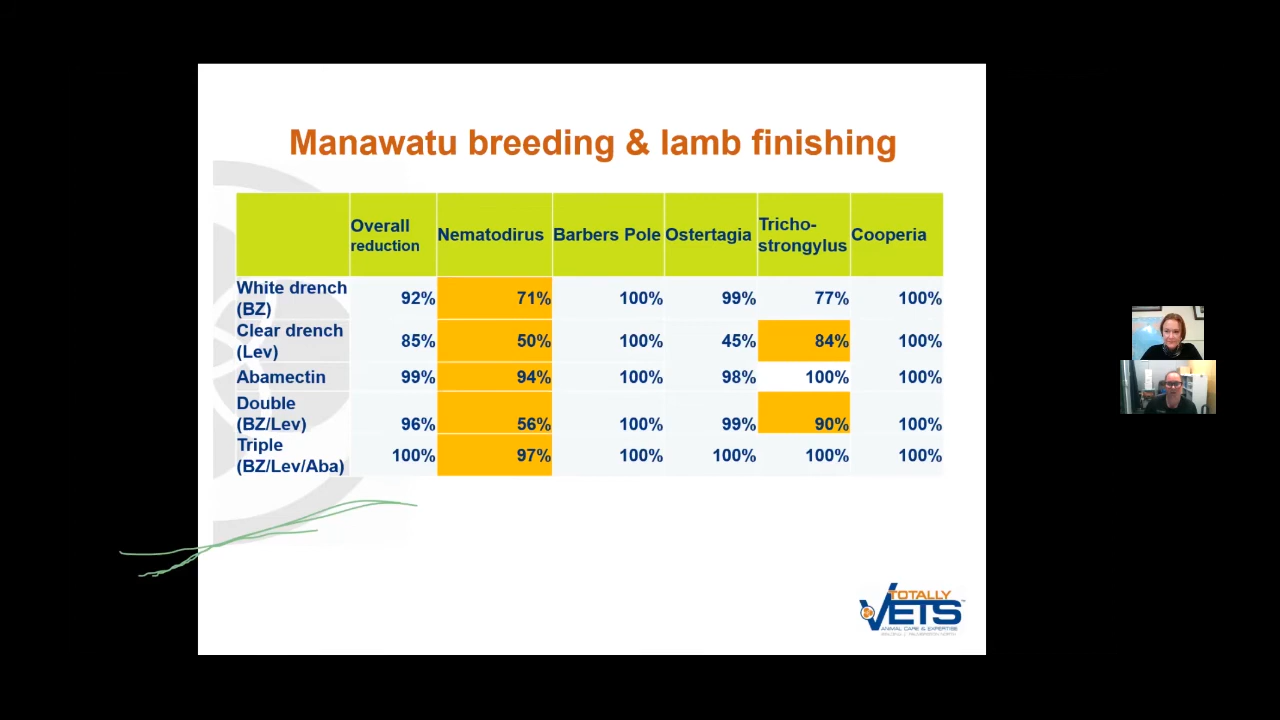 Manawatu breeding & lamb finishing
Overall reduction Nematodirus Barbers Pole Ostertagia Tricho-strongylus Cooperia
White drench (BZ) 92% 71% 100% 99% 77% 100%
Clear drench (Lev) 85% 50% 100% 45% 84% 100%
Abamectin 99% 94% 100% 98% 100% 100%
Double (BZ/Lev) 96% 56% 100% 99% 90% 100%
Triple (BZ/Lev/Aba) 100% 97% 100% 100% 100% 100%
TOTALLY
VETS
ANIMAL CARE & EXPERTISE